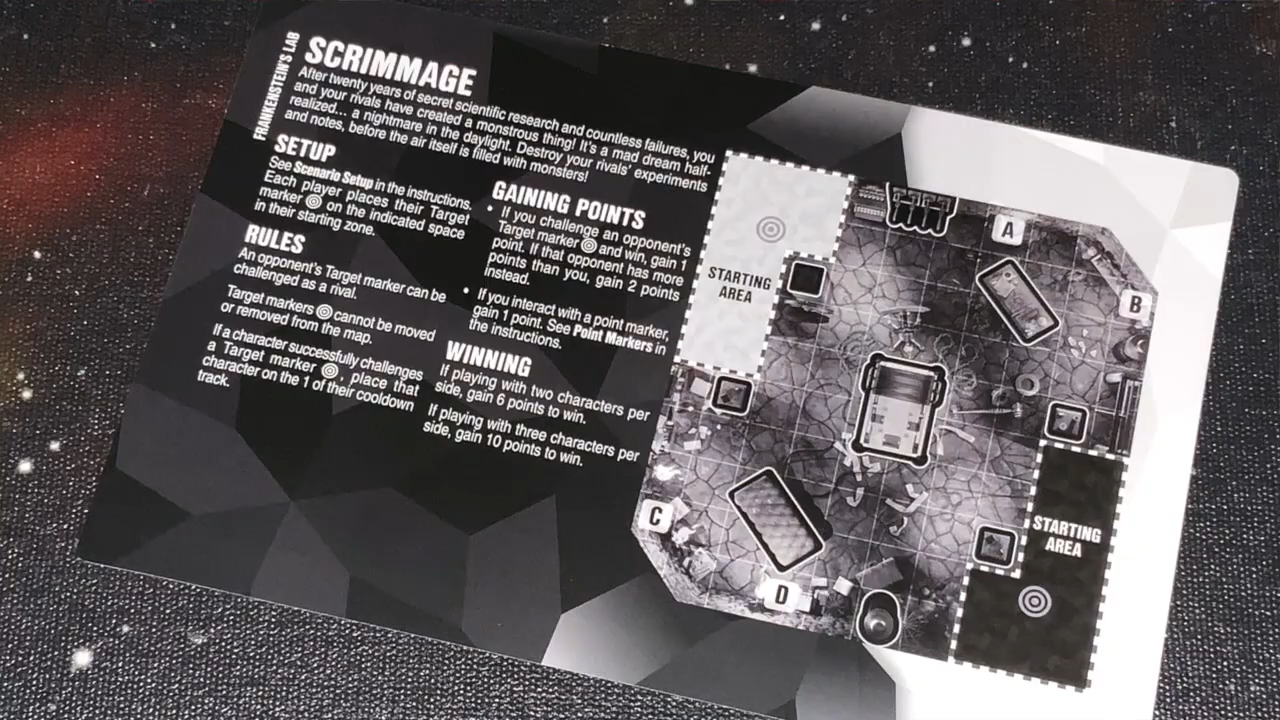 FRANKENSTEIN'S LAB
SCRIMMAGE
After twenty years of secret scientific research and countless failures, you
and your rivals have created a monstrous thing! It's a mad dream half-
realized... a nightmare in the daylight. Destroy your rivals' experiments
and notes, before the air itself is filled with monsters!
SETUP
See Scenario Setup in the instructions.
Each player places their Target
marker on the indicated space
in their starting zone.
RULES
An opponent's Target marker can be
challenged as a rival.
Target markers cannot be moved
or removed from the map.
If a character successfully challenges
a Target marker , place that
character on the 1 of their cooldown
track.
GAINING POINTS
• If you challenge an opponent's
Target marker and win, gain 1
point. If that opponent has more
points than you, gain 2 points
instead.
• If you interact with a point marker,
gain 1 point. See Point Markers in
the instructions.
WINNING
If playing with two characters per
side, gain 6 points to win.
If playing with three characters per
side, gain 10 points to win.
STARTING
AREA
A
B
C
D
STARTING
AREA